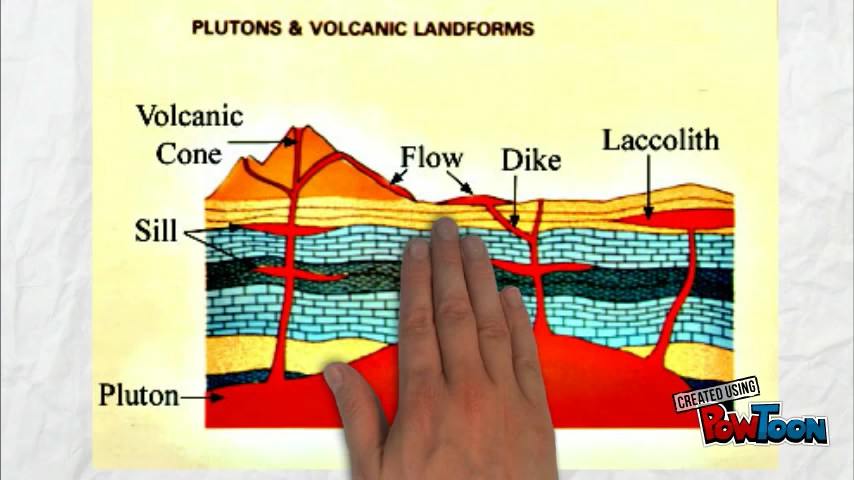 PLUTONS & VOLCANIC LANDFORMS
Volcanic
Cone
Flow
Dike
Laccolith
Sill
Pluton
CREATED USING
POWTOON